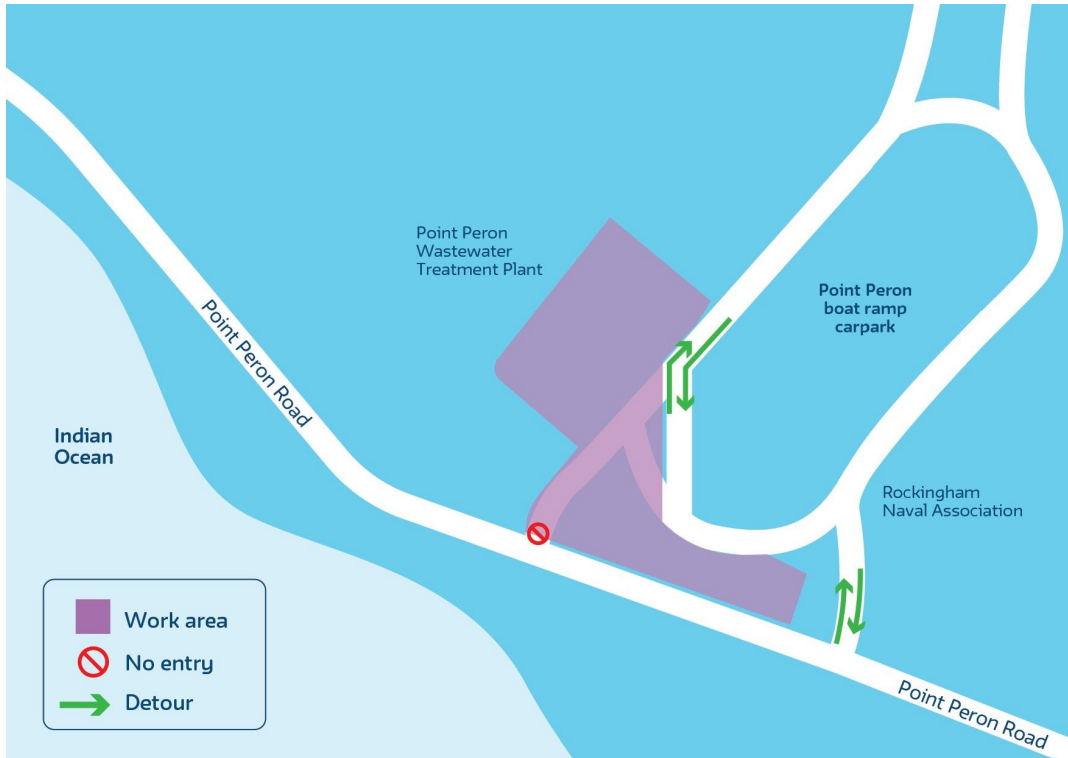 Point Peron
Wastewater
Treatment Plant
Point Peron
boat ramp
carpark
Point Peron Road
Indian
Ocean
Rockingham
Naval Association
Work area
No entry
Detour
Point Peron Road